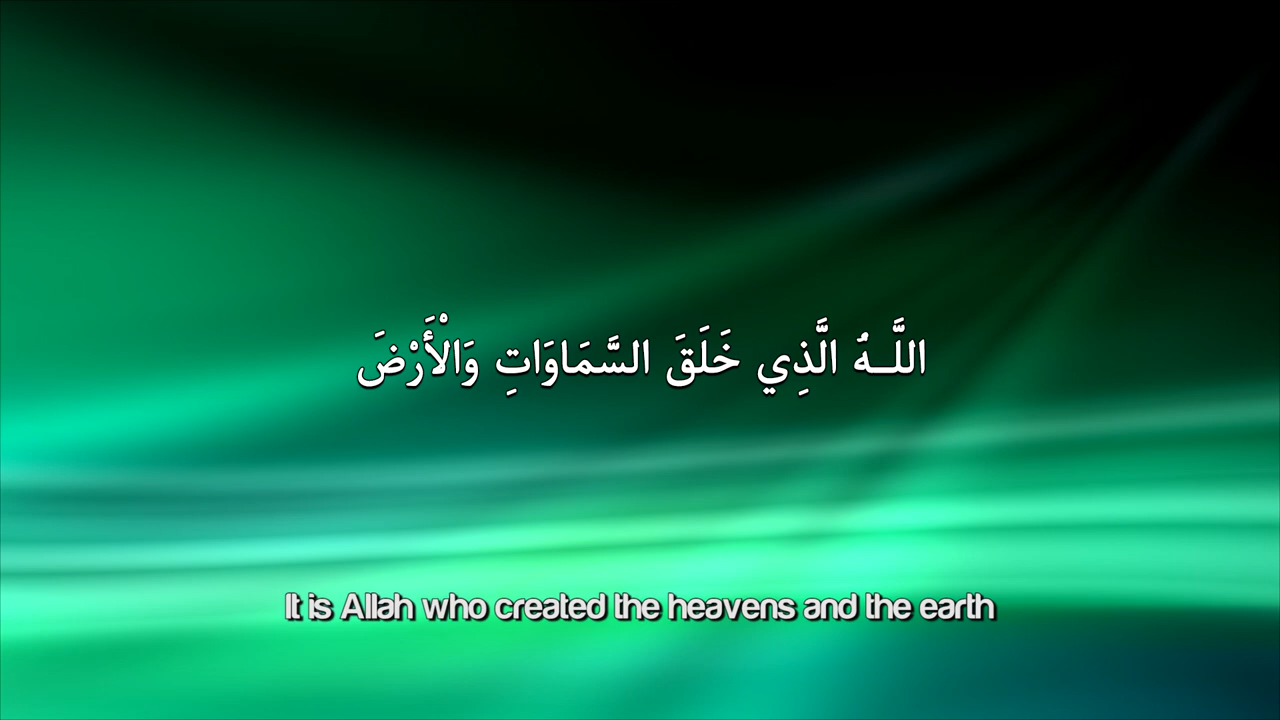 اللَّـهُ الَّذِي خَلَقَ السَّمَاوَاتِ وَالْأَرْضَ
It is Allah who created the heavens and the earth